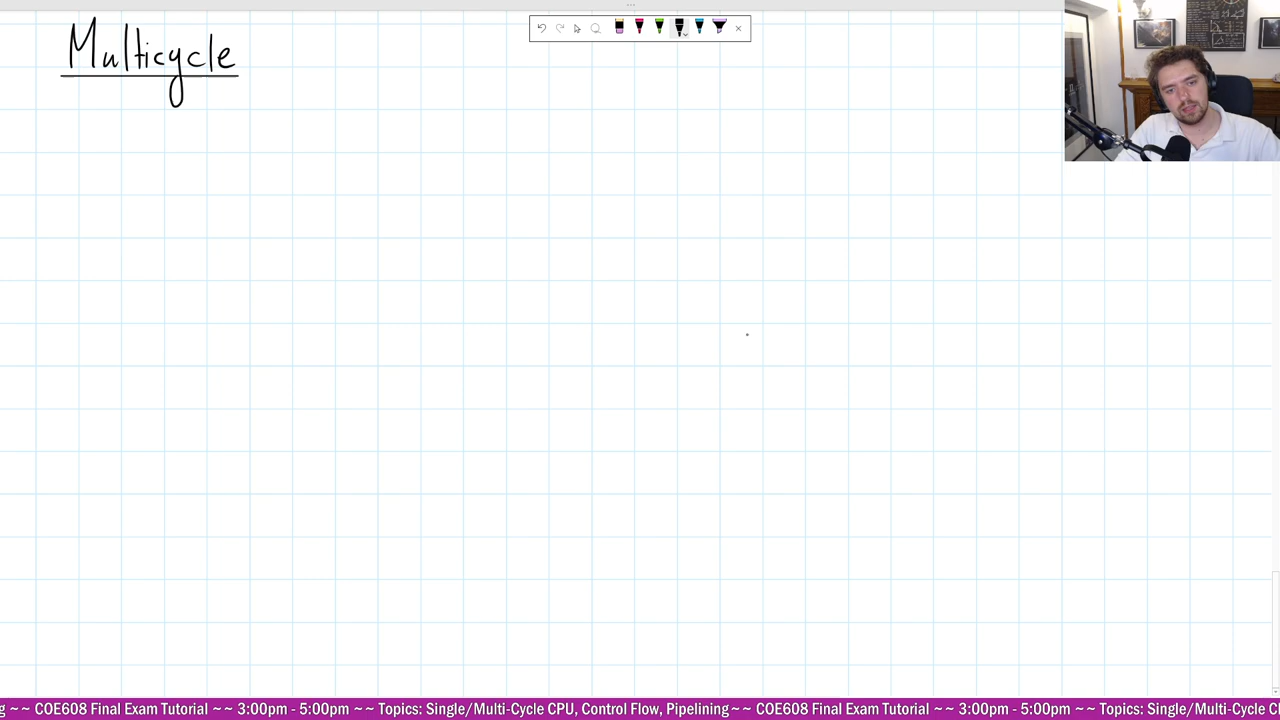 Multicycle
g ~~ COE608 Final Exam Tutorial ~~ 3:00pm - 5:00pm ~~ Topics: Single/Multi-Cycle CPU, Control Flow, Pipelining~~ COE608 Final Exam Tutorial ~~ 3:00pm - 5:00pm ~~ Topics: Single/Multi-Cycle C